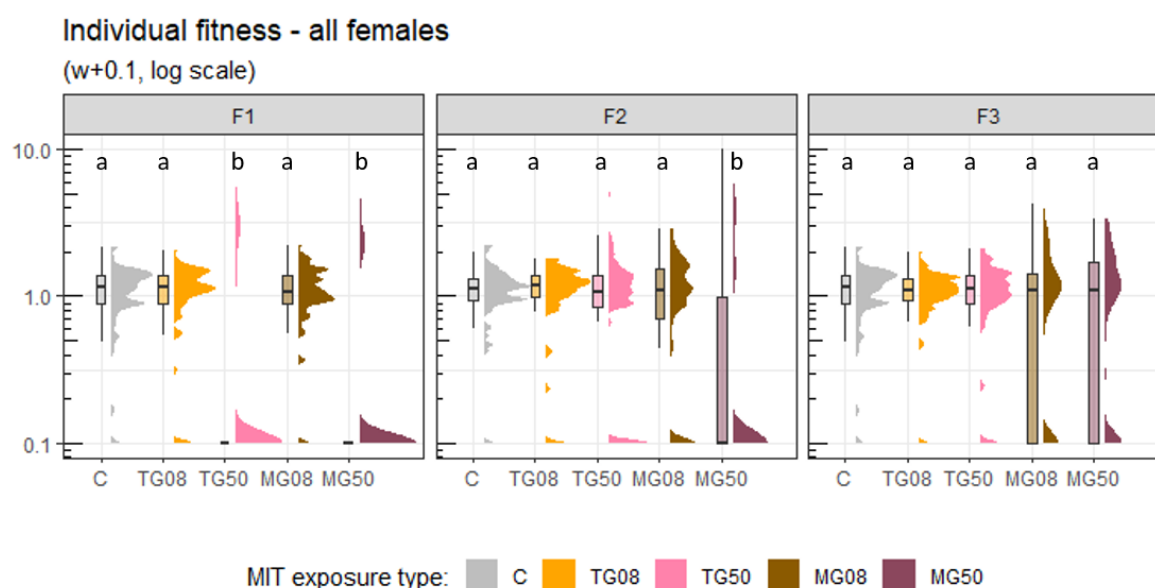 Individual fitness - all females
(w+0.1, log scale)
F1 F2 F3
10.0
a a b a b a a a a b a a a a a
1.0
0.1
C TG08 TG50 MG08 MG50 C TG08 TG50 MG08 MG50 C TG08 TG50 MG08 MG50
MIT exposure type: C TG08 TG50 MG08 MG50